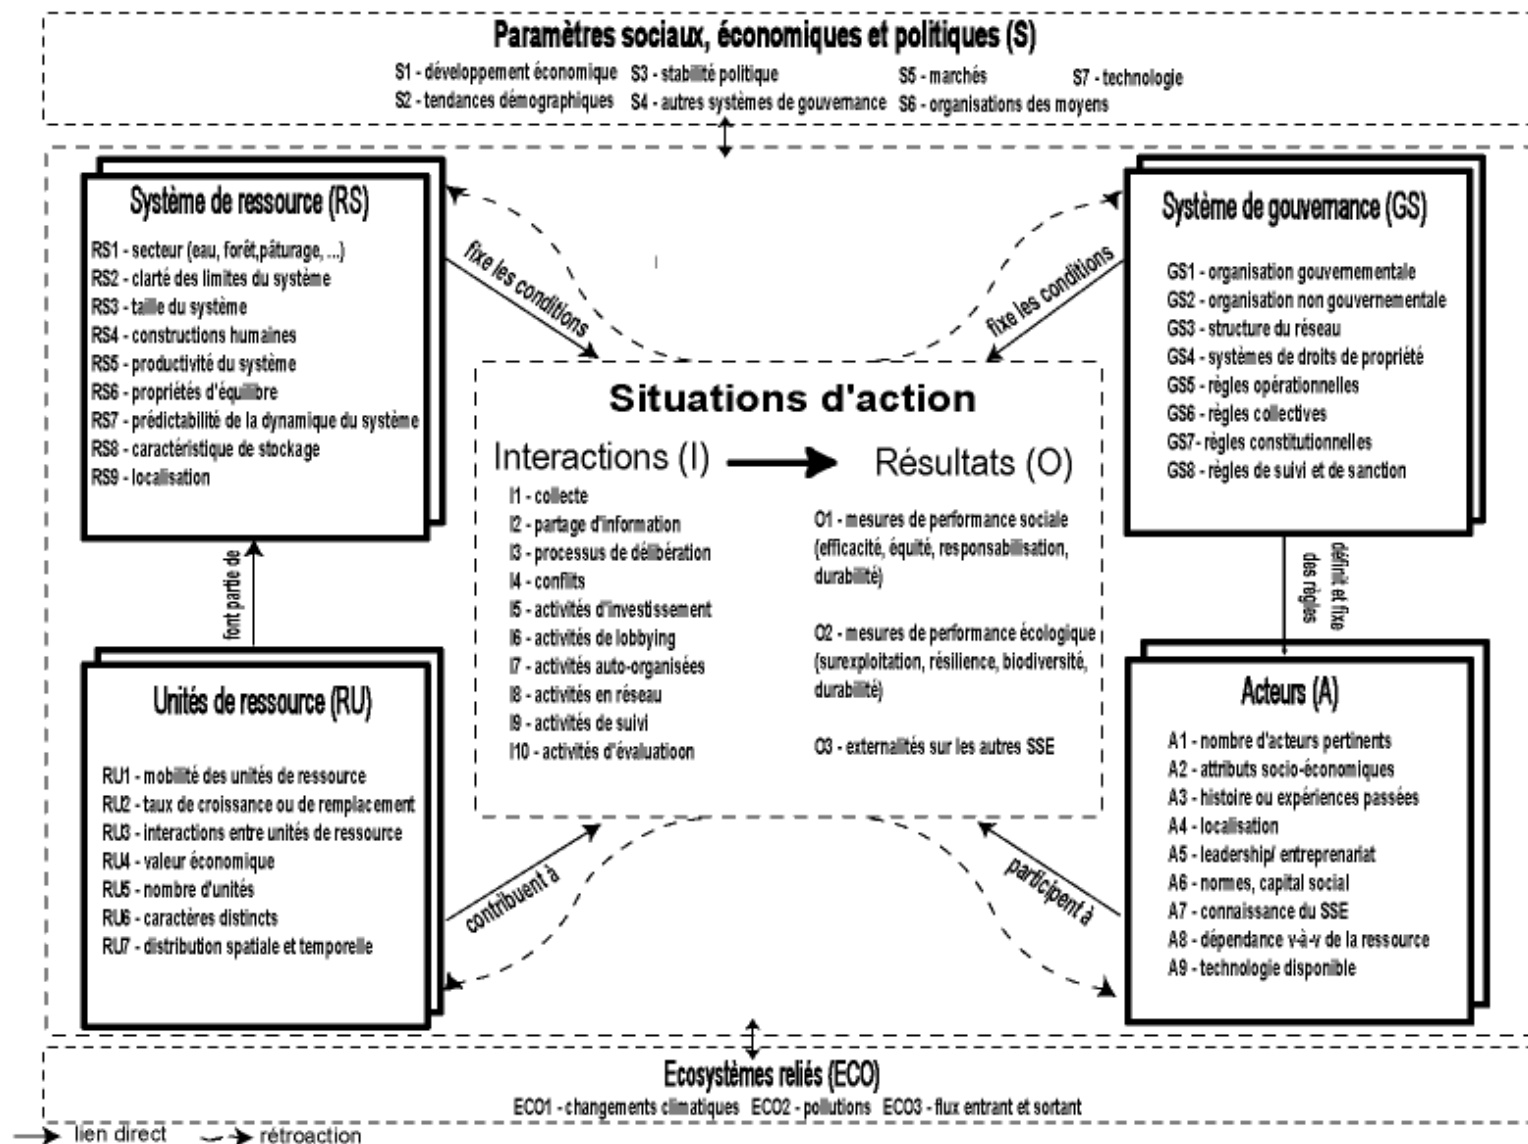 Paramètres sociaux, économiques et politiques (S)
S1 - développement économique S3 - stabilité politique S5 - marchés S7 - technologie
S2 - tendances démographiques S4 - autres systèmes de gouvernance S6 - organisations des moyens
Système de ressource (RS)
RS1 - secteur (eau, forêt,pâturage, ...)
RS2 - clarté des limites du système
RS3 - taille du système
RS4 - constructions humaines
RS5 - productivité du système
RS6 - propriétés d'équilibre
RS7 - prédictabilité de la dynamique du système
RS8 - caractéristique de stockage
RS9 - localisation
fixe les conditions
fixe les conditions
Système de gouvernance (GS)
GS1 - organisation gouvernementale
GS2 - organisation non gouvernementale
GS3 - structure du réseau
GS4 - systèmes de droits de propriété
GS5 - règles opérationnelles
GS6 - règles collectives
GS7- règles constitutionnelles
GS8 - règles de suivi et de sanction
Situations d'action
Interactions (I)
I1 - collecte
I2 - partage d'information
I3 - processus de délibération
I4 - conflits
I5 - activités d'investissement
I6 - activités de lobbying
I7 - activités auto-organisées
I8 - activités en réseau
I9 - activités de suivi
I10 - activités d'évaluatioon
Résultats (O)
O1 - mesures de performance sociale
(efficacité, équité, responsabilisation,
durabilité)
O2 - mesures de performance écologique
(surexploitation, résilience, biodiversité,
durabilité)
O3 - externalités sur les autres SSE
font partie de
définit et fixe
des règles
Unités de ressource (RU)
RU1 - mobilité des unités de ressource
RU2 - taux de croissance ou de remplacement
RU3 - interactions entre unités de ressource
RU4 - valeur économique
RU5 - nombre d'unités
RU6 - caractères distincts
RU7 - distribution spatiale et temporelle
contribuent à
participent à
Acteurs (A)
A1 - nombre d'acteurs pertinents
A2 - attributs socio-économiques
A3 - histoire ou expériences passées
A4 - localisation
A5 - leadership/ entreprenariat
A6 - normes, capital social
A7 - connaissance du SSE
A8 - dépendance v-à-v de la ressource
A9 - technologie disponible
Ecosystèmes reliés (ECO)
ECO1 - changements climatiques ECO2 - pollutions ECO3 - flux entrant et sortant
lien direct rétroaction